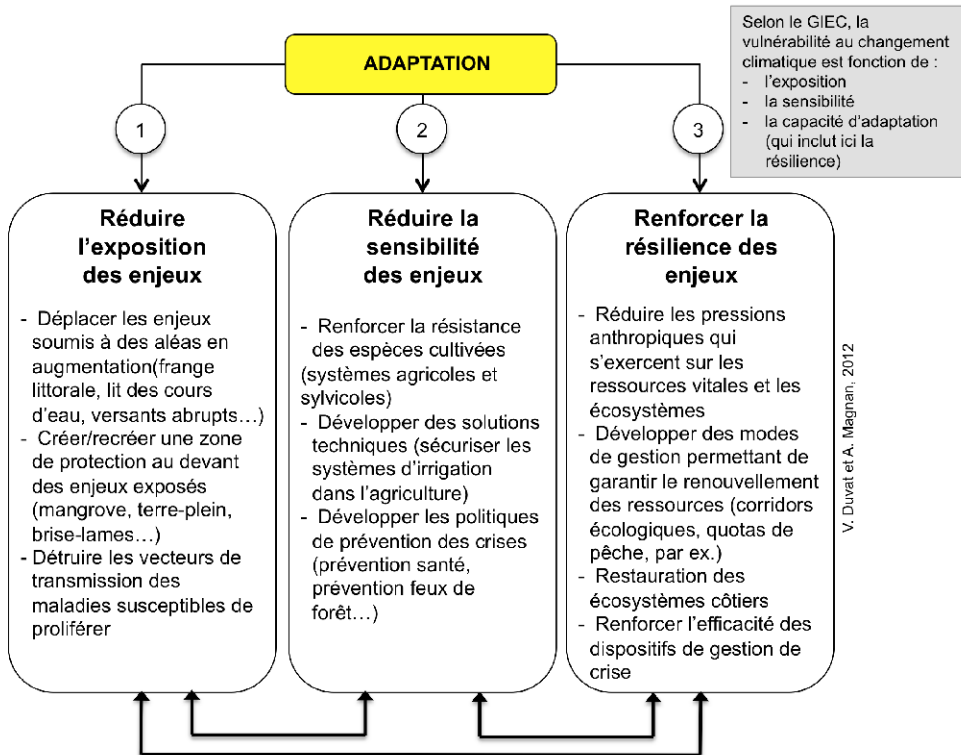 Selon le GIEC, la
vulnérabilité au changement
climatique est fonction de :
- l'exposition
- la sensibilité
- la capacité d'adaptation
(qui inclut ici la
résilience)
ADAPTATION
1
2
3
Réduire
l'exposition
des enjeux
- Déplacer les enjeux
soumis à des aléas en
augmentation(frange
littorale, lit des cours
d'eau, versants abrupts…)
- Créer/recréer une zone
de protection au devant
des enjeux exposés
(mangrove, terre-plein,
brise-lames…)
- Détruire les vecteurs de
transmission des
maladies susceptibles de
proliférer
Réduire la
sensibilité
des enjeux
- Renforcer la résistance
des espèces cultivées
(systèmes agricoles et
sylvicoles)
- Développer des solutions
techniques (sécuriser les
systèmes d'irrigation
dans l'agriculture)
- Développer les politiques
de prévention des crises
(prévention santé,
prévention feux de
forêt…)
Renforcer la
résilience des
enjeux
- Réduire les pressions
anthropiques qui
s'exercent sur les
ressources vitales et les
écosystèmes
- Développer des modes
de gestion permettant de
garantir le renouvellement
des ressources (corridors
écologiques, quotas de
pêche, par ex.)
- Restauration des
écosystèmes côtiers
- Renforcer l'efficacité des
dispositifs de gestion de
crise
V. Duvat et A. Magnan, 2012